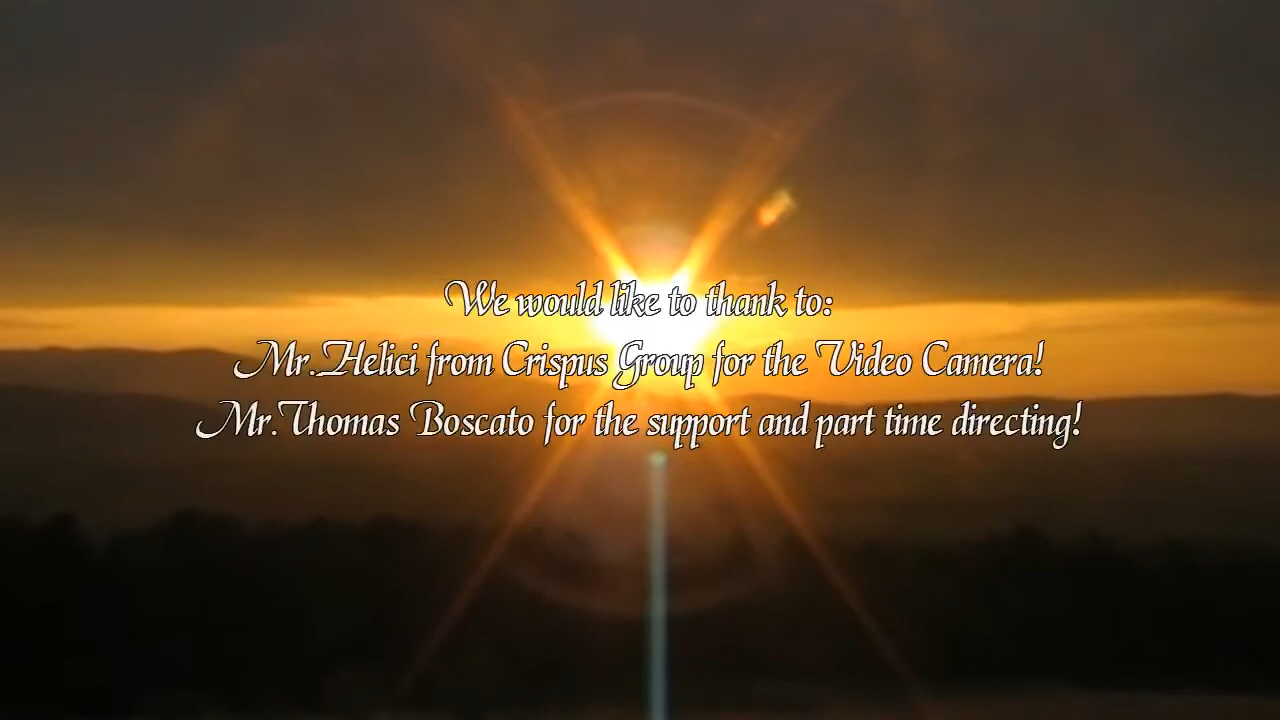 We would like to thank to:
Mr.Helici from Crispus Group for the Video Camera!
Mr.Thomas Boscato for the support and part time directing!